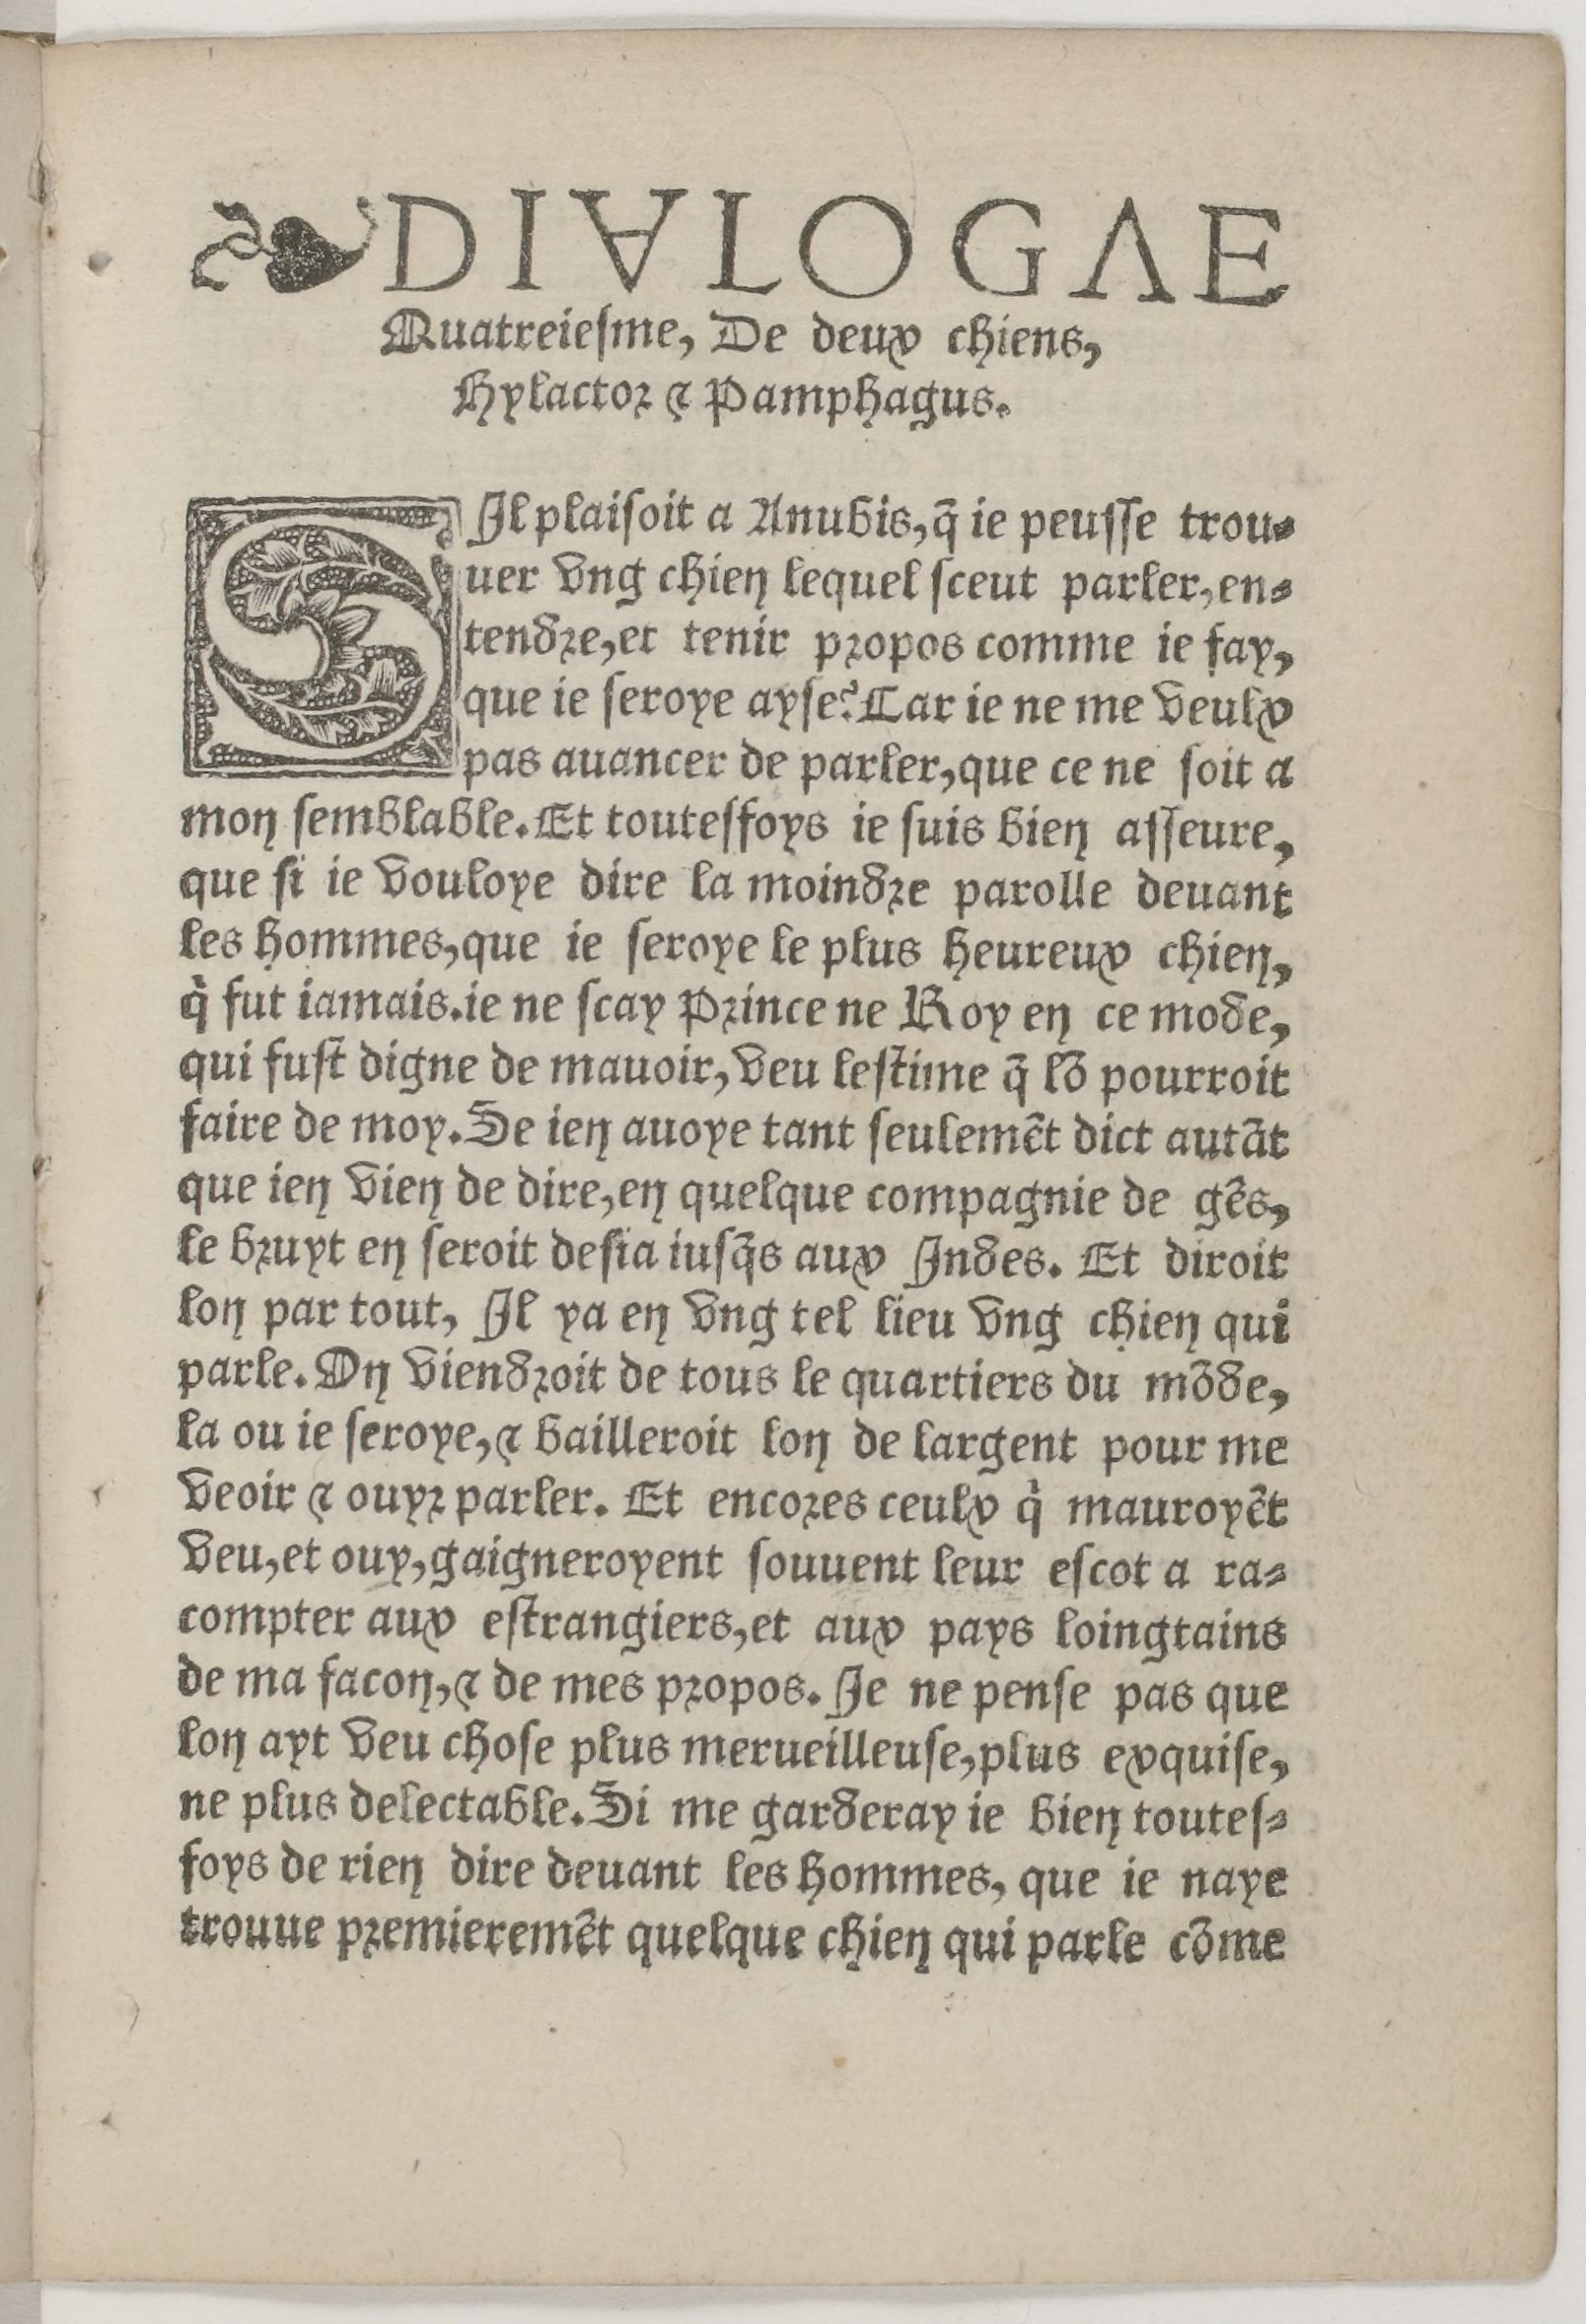 DIALOGVE
Quatreiesme, De deux chiens,
Hylactor & Pamphagus.
SIl plaisoit a Anubis, q̃ ie peusse trou-
uer vng chien lequel sceut parler, en-
tendre, et tenir propos comme ie fay,
que ie seroye ayse? Car ie ne me veulx
pas auancer de parler, que ce ne soit a
mon semblable. Et toutesfoys ie suis bien asseure,
que si ie vouloye dire la moindre parolle deuant
les hommes, que ie seroye le plus heureux chien,
q̇ fut iamais. ie ne scay Prince ne Roy en ce mode,
qui fust digne de mauoir, veu lestime q̃ lõ pourroit
faire de moy. Se ien auoye tant seulemẽt dict autãt
que ien vien de dire, en quelque compagnie de gẽs,
le bruyt en seroit desia iusq̃s aux Indes. Et diroit
lon par tout, Il ya en vng tel lieu vng chien qui
parle. On viendroit de tous le quartiers du mõde,
la ou ie seroye, & bailleroit lon de largent pour me
veoir & ouyr parler. Et encores ceulx q̇ mauroyẽt
veu, et ouy, gaigneroyent souuent leur escot a ra-
compter aux estrangiers, et aux pays loingtains
de ma facon, & de mes propos. Je ne pense pas que
lon ayt veu chose plus merueilleuse, plus exquise,
ne plus delectable. Si me garderay ie bien toutes-
foys de rien dire deuant les hommes, que ie naye
trouue premieremẽt quelque chien qui parle cõme